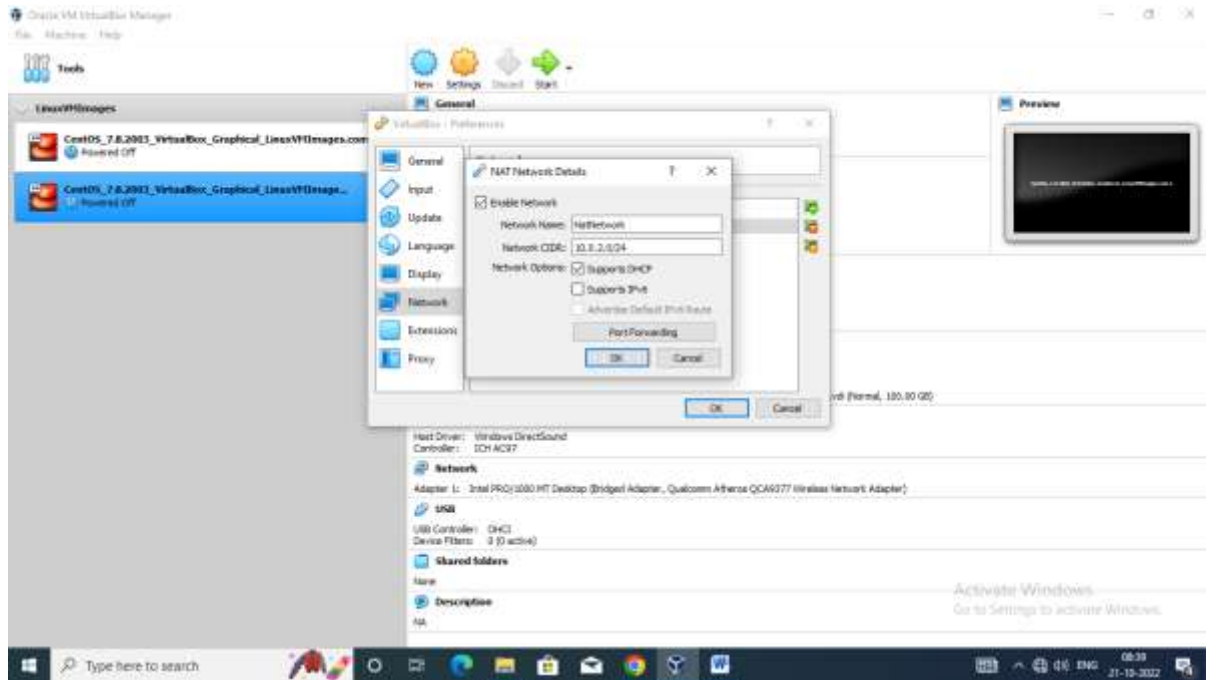 Oracle VM VirtualBox Manager
File Machine Help
Tools
New Settings Discard Start
LinuxVMImages
CentOS_7.8.2003_VirtualBox_Graphical_LinuxVMImages.com
Powered Off
CentOS_7.8.2003_VirtualBox_Graphical_LinuxVMImage...
Powered Off
General
Preview
VirtualBox - Preferences ? ×
General
Input
Update
Language
Display
Network
Extensions
Proxy
NAT Network Details ? ×
Enable Network
Network Name: NatNetwork
Network CIDR: 10.0.2.0/24
Network Options: Supports DHCP
Supports IPv6
Advertise Default IPv6 Route
Port Forwarding
OK Cancel
OK Cancel
.vdi (Normal, 100.00 GB)
Host Driver: Windows DirectSound
Controller: ICH AC97
Network
Adapter 1: Intel PRO/1000 MT Desktop (Bridged Adapter, Qualcomm Atheros QCA9377 Wireless Network Adapter)
USB
USB Controller: OHCI
Device Filters: 0 (0 active)
Shared folders
None
Description
NA
Activate Windows
Go to Settings to activate Windows.
Type here to search
ENG
08:39
21-10-2022